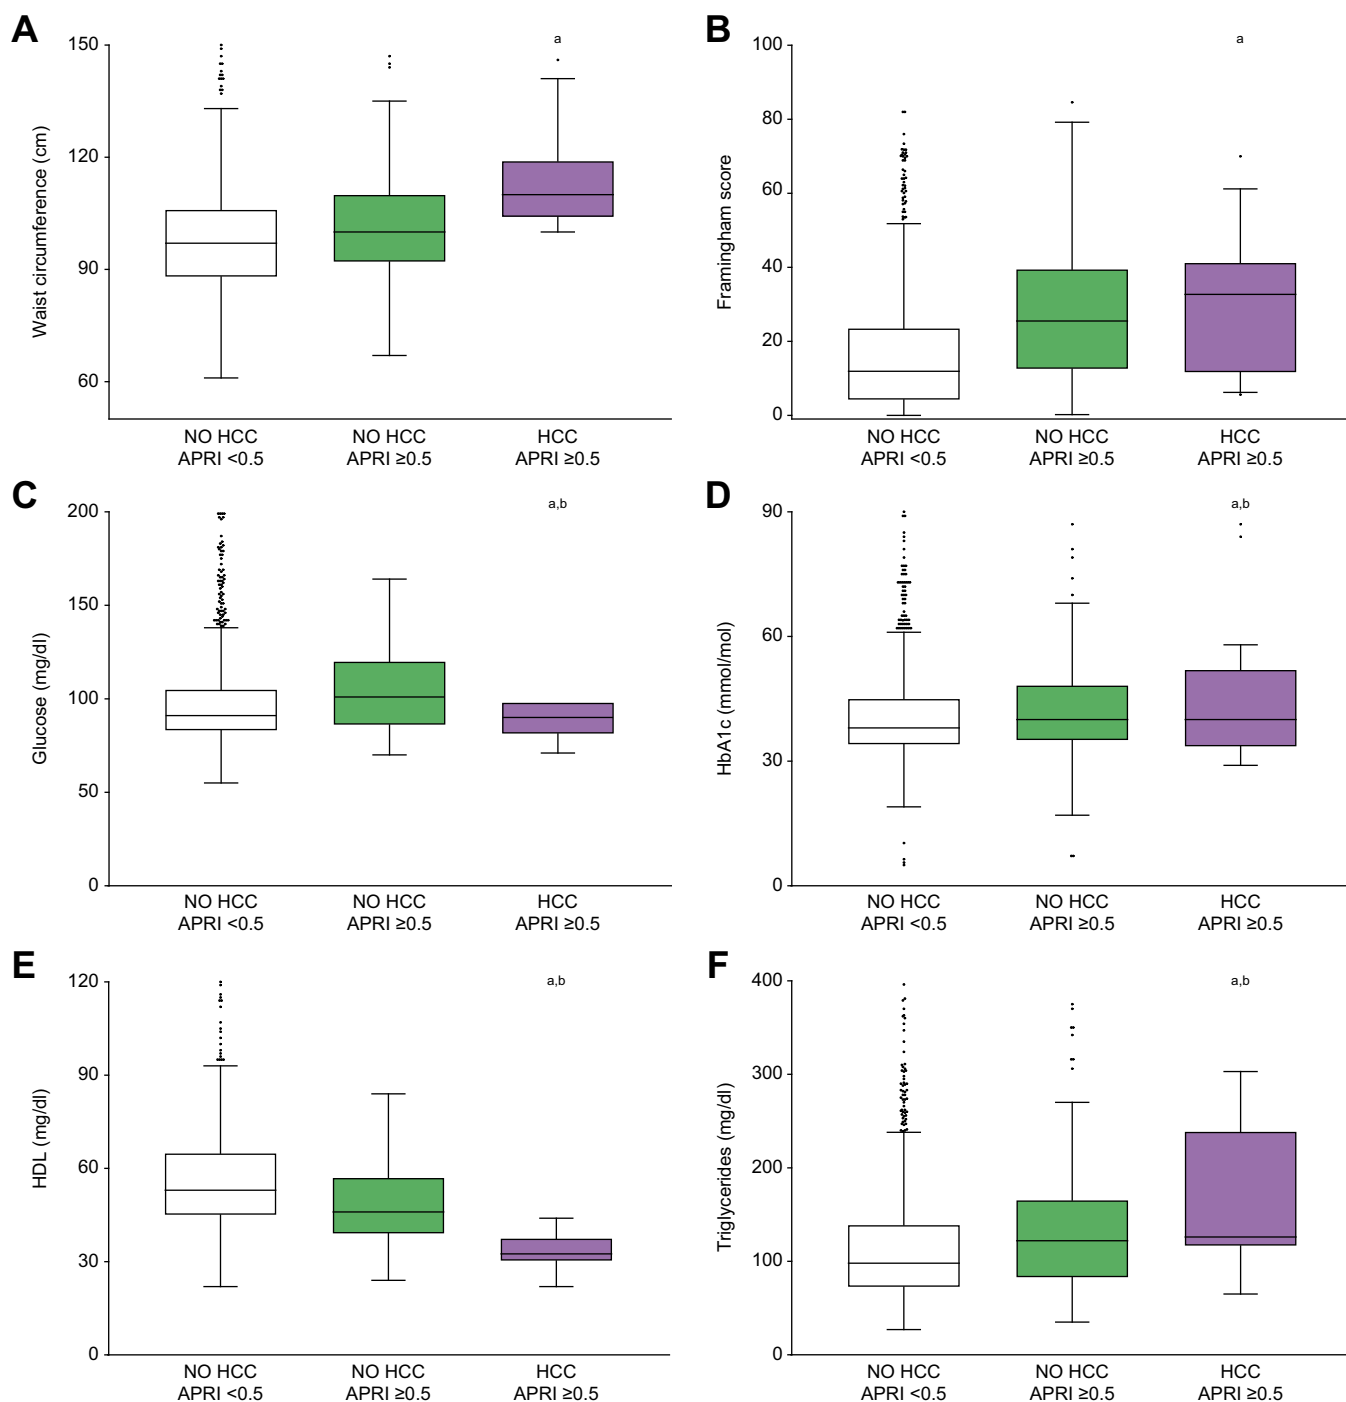 A
a
150
120
90
60
Waist circumference (cm)
NO HCC
APRI <0.5
NO HCC
APRI ≥0.5
HCC
APRI ≥0.5
B
a
100
80
60
40
20
0
Framingham score
NO HCC
APRI <0.5
NO HCC
APRI ≥0.5
HCC
APRI ≥0.5
C
a,b
200
150
100
50
0
Glucose (mg/dl)
NO HCC
APRI <0.5
NO HCC
APRI ≥0.5
HCC
APRI ≥0.5
D
a,b
90
60
30
0
HbA1c (mmol/mol)
NO HCC
APRI <0.5
NO HCC
APRI ≥0.5
HCC
APRI ≥0.5
E
a,b
120
90
60
30
0
HDL (mg/dl)
NO HCC
APRI <0.5
NO HCC
APRI ≥0.5
HCC
APRI ≥0.5
F
a,b
400
300
200
100
0
Triglycerides (mg/dl)
NO HCC
APRI <0.5
NO HCC
APRI ≥0.5
HCC
APRI ≥0.5